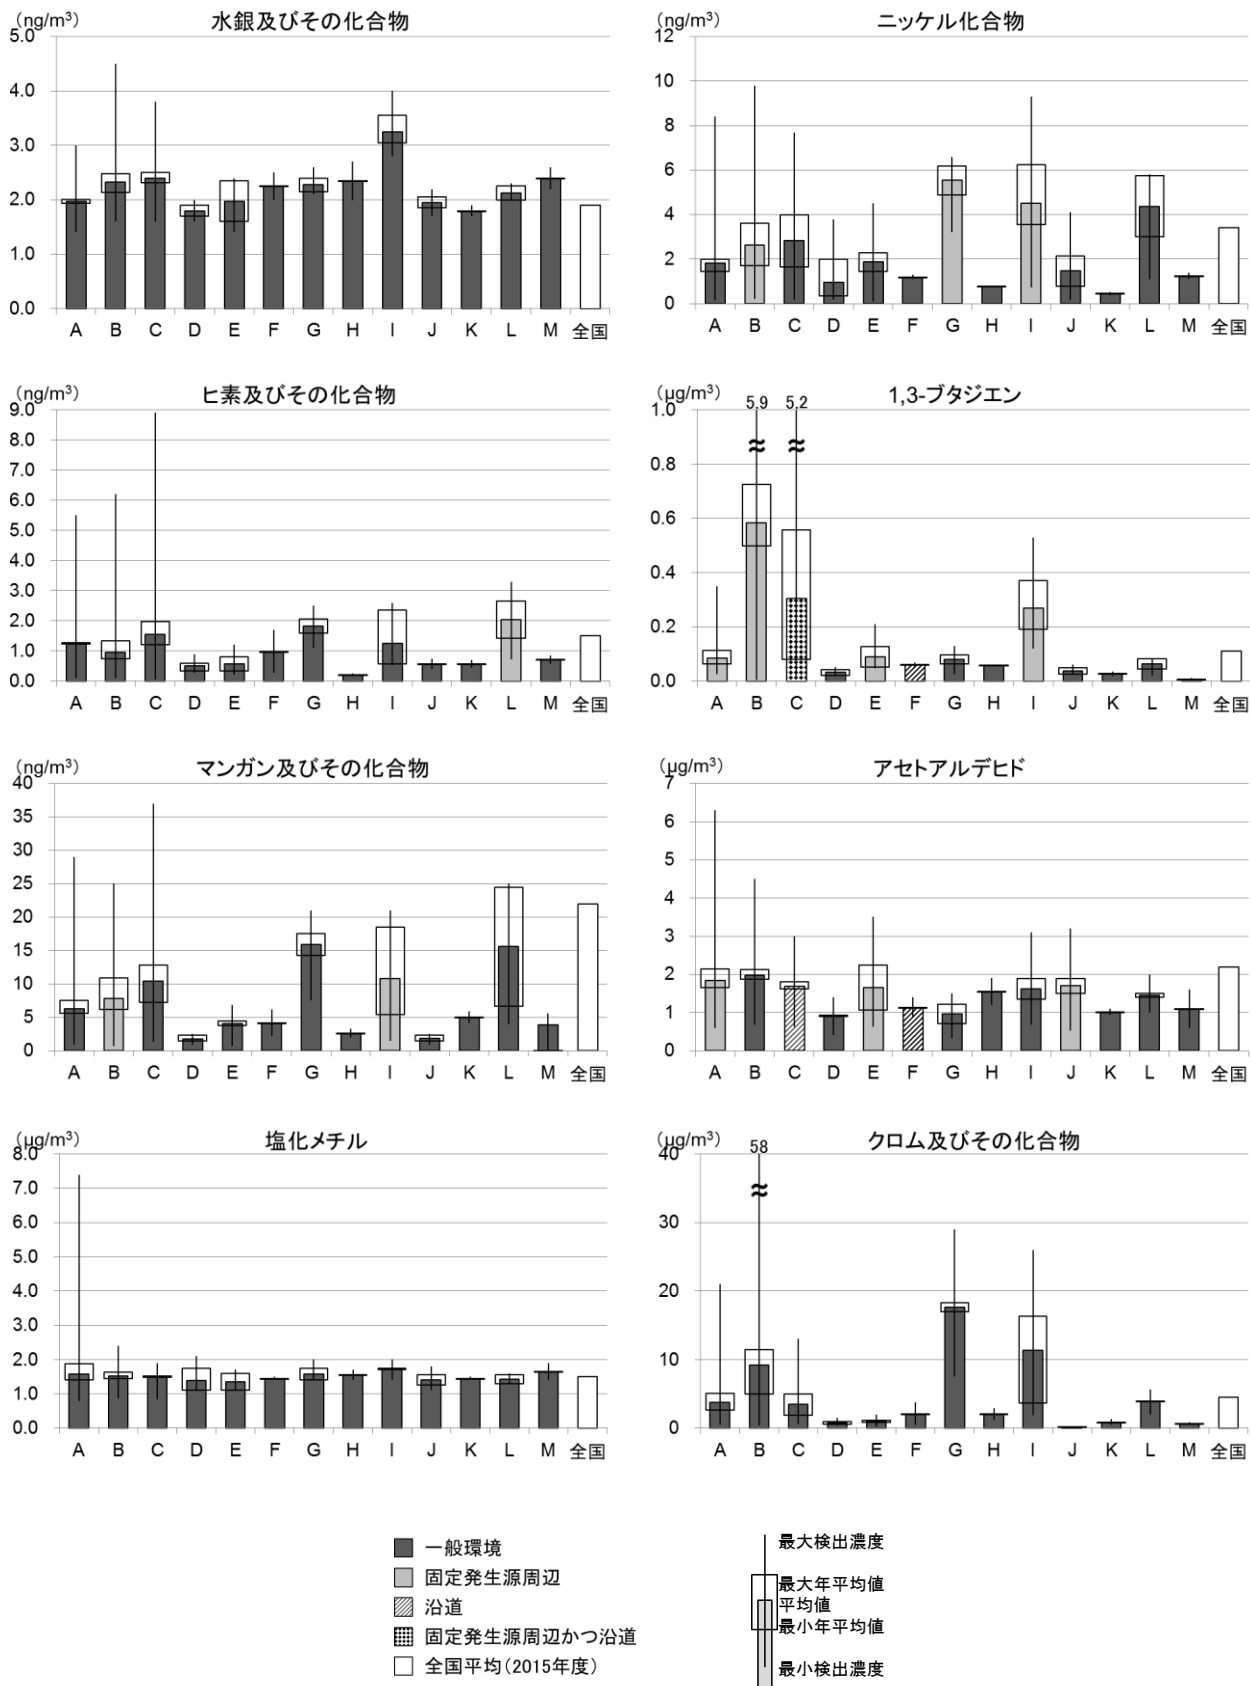 (ng/m³)
水銀及びその化合物
5.0
4.0
3.0
2.0
1.0
0.0
A B C D E F G H I J K L M 全国
(ng/m³)
ニッケル化合物
12
10
8
6
4
2
0
A B C D E F G H I J K L M 全国
(ng/m³)
ヒ素及びその化合物
9.0
8.0
7.0
6.0
5.0
4.0
3.0
2.0
1.0
0.0
A B C D E F G H I J K L M 全国
(μg/m³)
1,3-ブタジエン
5.9 5.2
1.0
0.8
0.6
0.4
0.2
0.0
A B C D E F G H I J K L M 全国
(ng/m³)
マンガン及びその化合物
40
35
30
25
20
15
10
5
0
A B C D E F G H I J K L M 全国
(μg/m³)
アセトアルデヒド
7
6
5
4
3
2
1
0
A B C D E F G H I J K L M 全国
(μg/m³)
塩化メチル
8.0
7.0
6.0
5.0
4.0
3.0
2.0
1.0
0.0
A B C D E F G H I J K L M 全国
(μg/m³)
クロム及びその化合物
58
40
30
20
10
0
A B C D E F G H I J K L M 全国
一般環境
固定発生源周辺
沿道
固定発生源周辺かつ沿道
全国平均(2015年度)
最大検出濃度
最大年平均値
平均値
最小年平均値
最小検出濃度